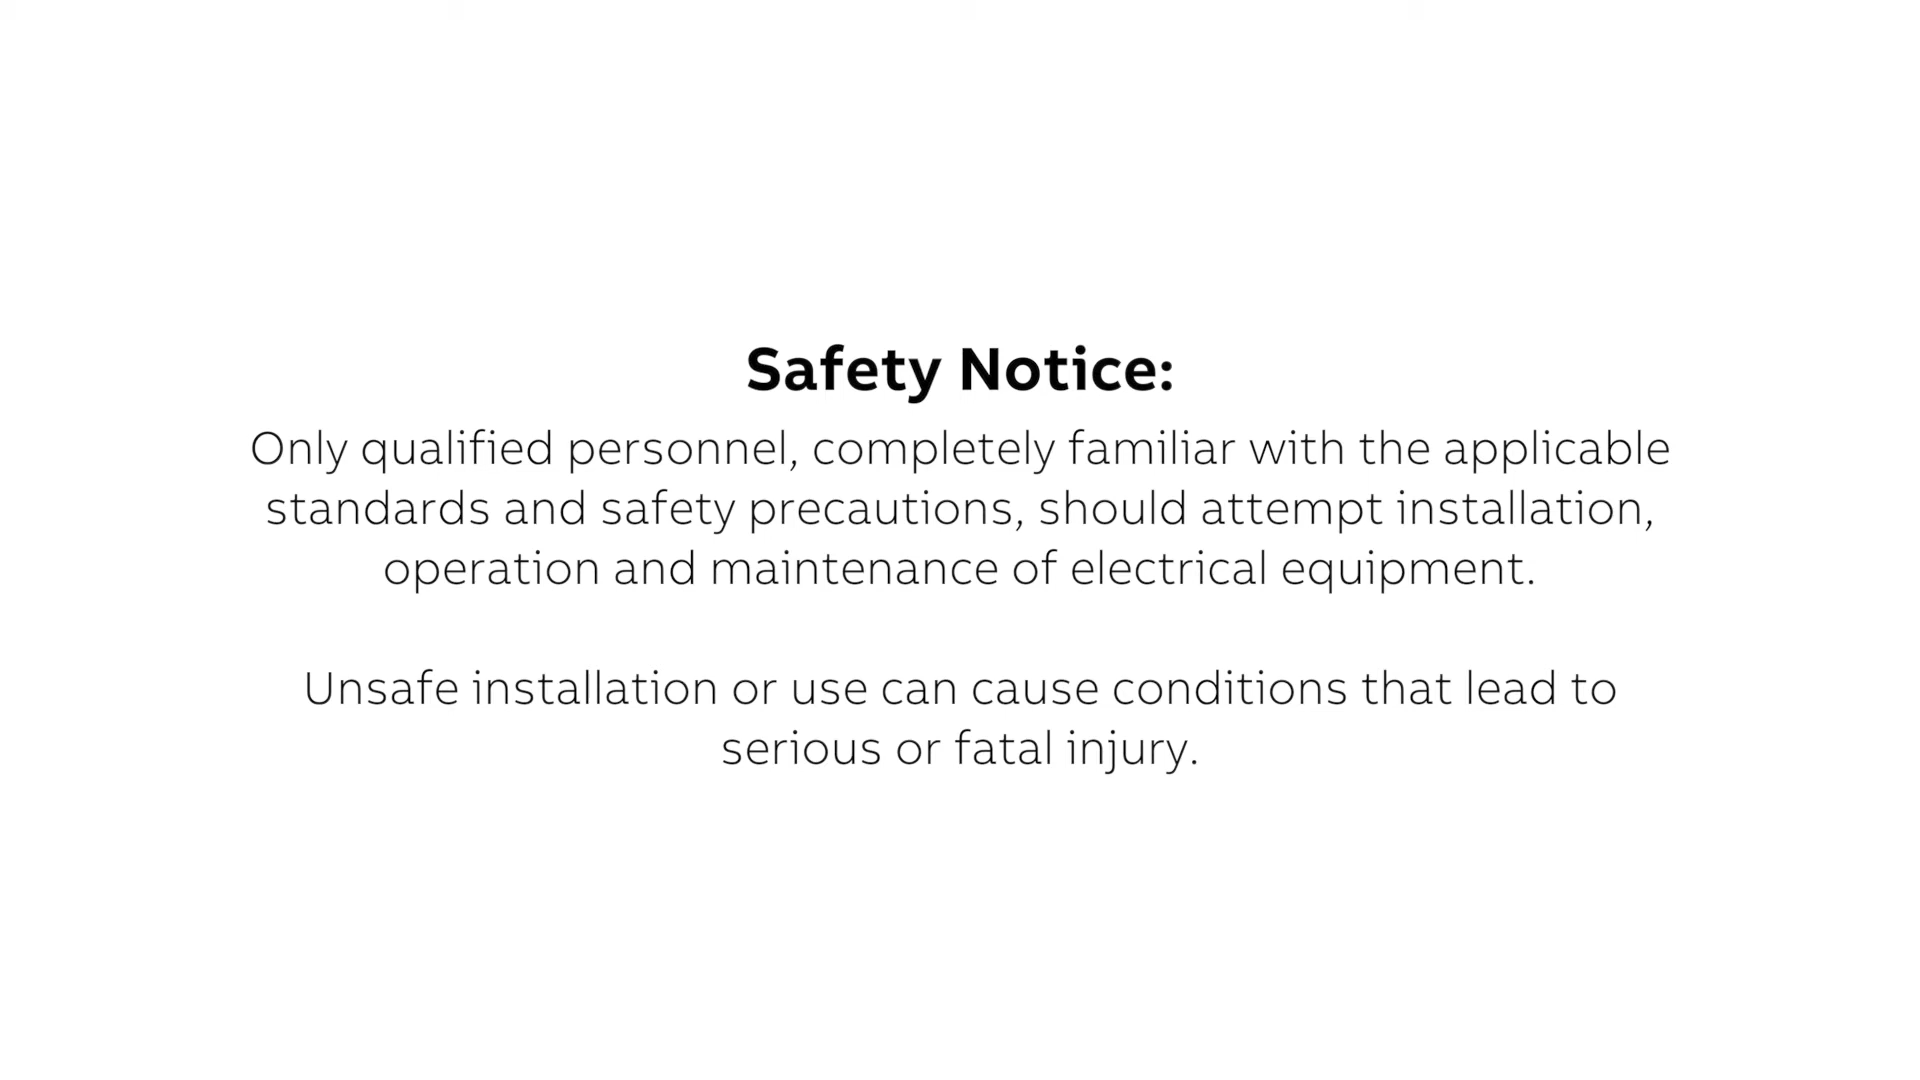 Safety Notice:
Only qualified personnel, completely familiar with the applicable
standards and safety precautions, should attempt installation,
operation and maintenance of electrical equipment.
Unsafe installation or use can cause conditions that lead to
serious or fatal injury.